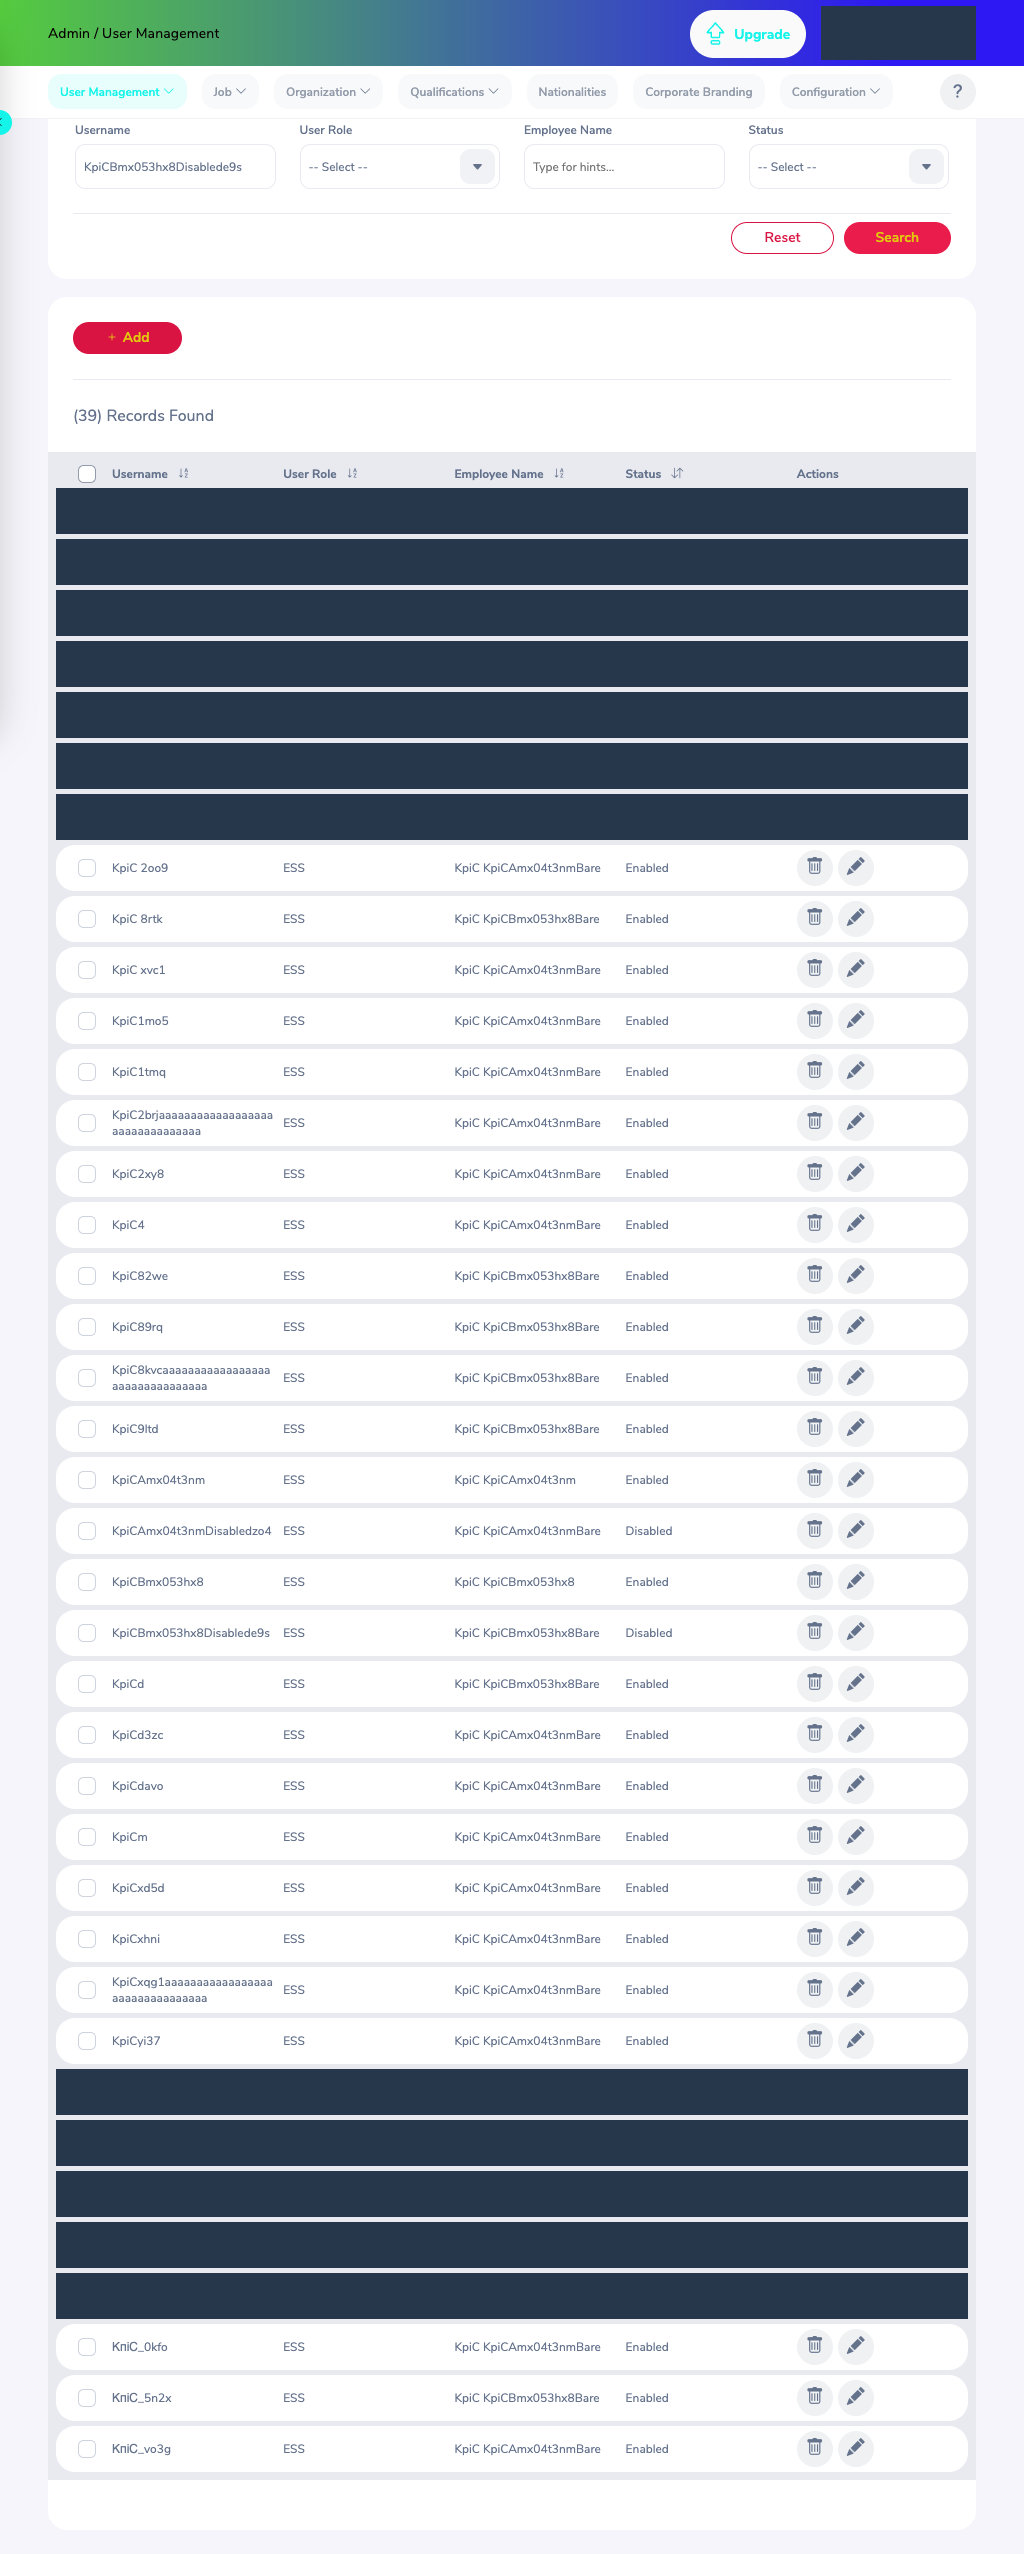 Admin / User Management
Upgrade
User Management Job Organization Qualifications Nationalities Corporate Branding Configuration ?
Username User Role Employee Name Status
KpiCBmx053hx8Disablede9s -- Select -- Type for hints... -- Select --
Reset Search
+ Add
(39) Records Found
Username User Role Employee Name Status Actions
KpiC 2oo9 ESS KpiC KpiCAmx04t3nmBare Enabled
KpiC 8rtk ESS KpiC KpiCBmx053hx8Bare Enabled
KpiC xvc1 ESS KpiC KpiCAmx04t3nmBare Enabled
KpiC1mo5 ESS KpiC KpiCAmx04t3nmBare Enabled
KpiC1tmq ESS KpiC KpiCAmx04t3nmBare Enabled
KpiC2brjaaaaaaaaaaaaaaaaaa ESS KpiC KpiCAmx04t3nmBare Enabled
aaaaaaaaaaaaaa
KpiC2xy8 ESS KpiC KpiCAmx04t3nmBare Enabled
KpiC4 ESS KpiC KpiCAmx04t3nmBare Enabled
KpiC82we ESS KpiC KpiCBmx053hx8Bare Enabled
KpiC89rq ESS KpiC KpiCBmx053hx8Bare Enabled
KpiC8kvcaaaaaaaaaaaaaaaaa ESS KpiC KpiCBmx053hx8Bare Enabled
aaaaaaaaaaaaaaa
KpiC9ltd ESS KpiC KpiCBmx053hx8Bare Enabled
KpiCAmx04t3nm ESS KpiC KpiCAmx04t3nm Enabled
KpiCAmx04t3nmDisabledzo4 ESS KpiC KpiCAmx04t3nmBare Disabled
KpiCBmx053hx8 ESS KpiC KpiCBmx053hx8 Enabled
KpiCBmx053hx8Disablede9s ESS KpiC KpiCBmx053hx8Bare Disabled
KpiCd ESS KpiC KpiCBmx053hx8Bare Enabled
KpiCd3zc ESS KpiC KpiCAmx04t3nmBare Enabled
KpiCdavo ESS KpiC KpiCAmx04t3nmBare Enabled
KpiCm ESS KpiC KpiCAmx04t3nmBare Enabled
KpiCxd5d ESS KpiC KpiCAmx04t3nmBare Enabled
KpiCxhni ESS KpiC KpiCAmx04t3nmBare Enabled
KpiCxqg1aaaaaaaaaaaaaaaaa ESS KpiC KpiCAmx04t3nmBare Enabled
aaaaaaaaaaaaaaa
KpiCyi37 ESS KpiC KpiCAmx04t3nmBare Enabled
КпіС_0kfo ESS KpiC KpiCAmx04t3nmBare Enabled
КпіС_5n2x ESS KpiC KpiCBmx053hx8Bare Enabled
КпіС_vo3g ESS KpiC KpiCAmx04t3nmBare Enabled